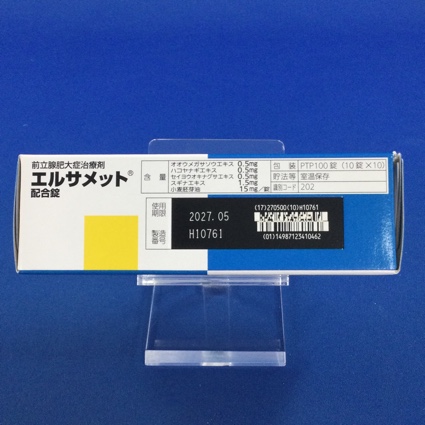 前立腺肥大症治療剤
エルサメット®
配合錠
含量
オオウメガサソウエキス 0.5mg
ハコヤナギエキス 0.5mg
セイヨウオキナグサエキス 0.5mg
スギナエキス 1.5mg
小麦胚芽油 15mg/錠
包装 PTP100錠(10錠×10)
貯法等 室温保存
識別コード 202
使用期限 2027.05
製造番号 H1076I
(17)270500(10)H1076I
(01)14987123410462